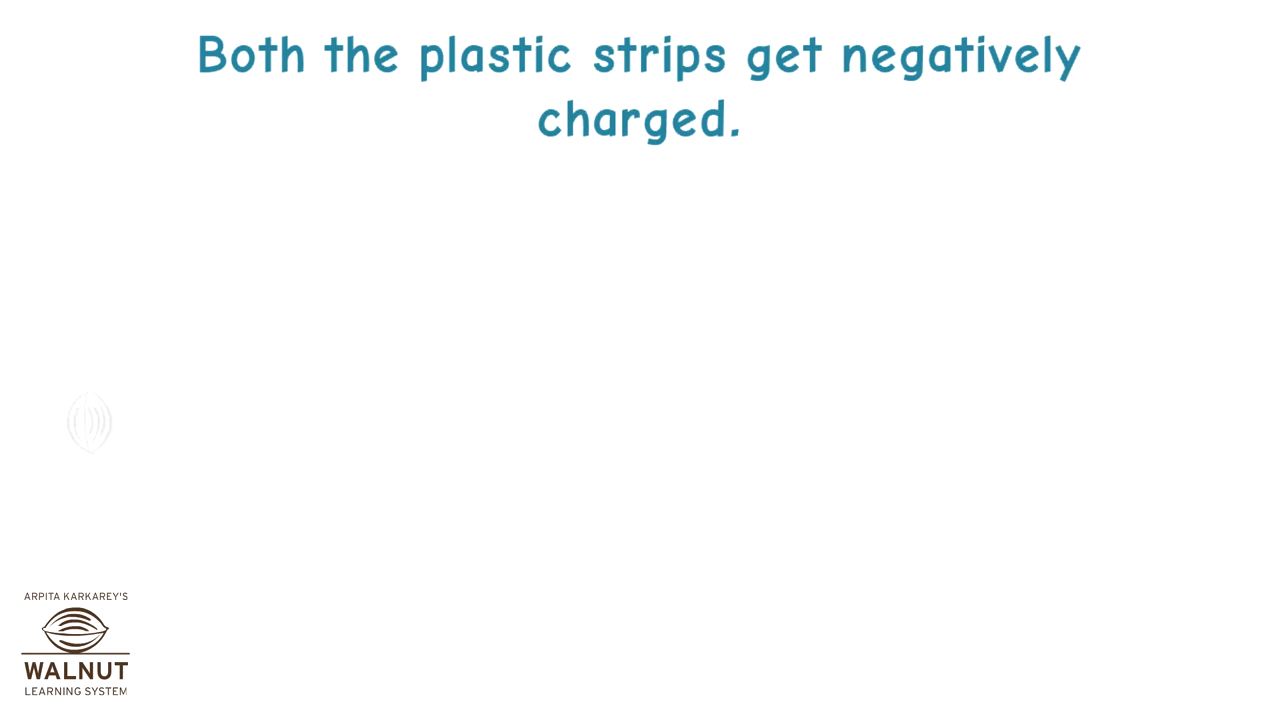 Both the plastic strips get negatively
charged.
ARPITA KARKAREY'S
WALNUT
LEARNING SYSTEM